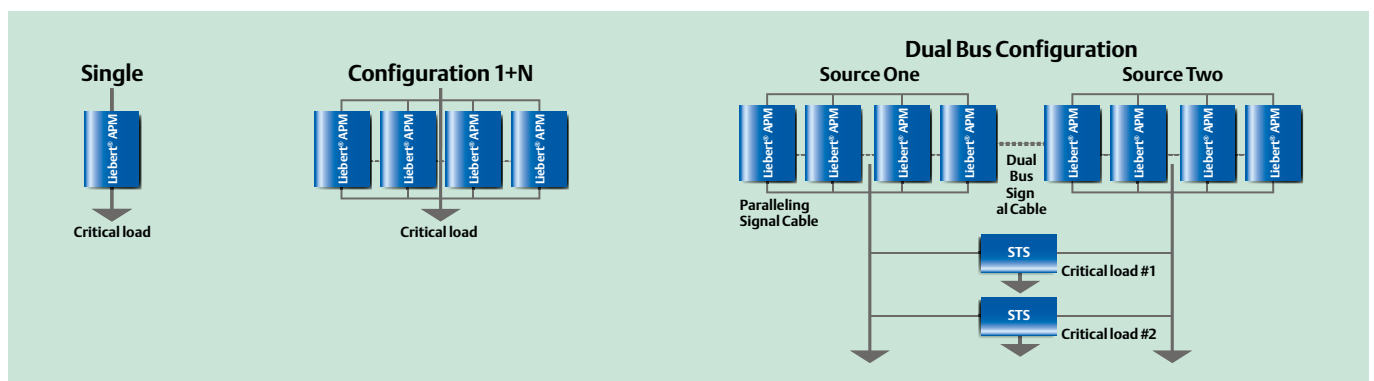 Single
Liebert® APM
Critical load
Configuration 1+N
Liebert® APM
Liebert® APM
Liebert® APM
Liebert® APM
Critical load
Dual Bus Configuration
Source One
Source Two
Liebert® APM
Liebert® APM
Liebert® APM
Liebert® APM
Liebert® APM
Liebert® APM
Liebert® APM
Liebert® APM
Dual
Bus
Sign
al Cable
Paralleling
Signal Cable
STS
Critical load #1
STS
Critical load #2